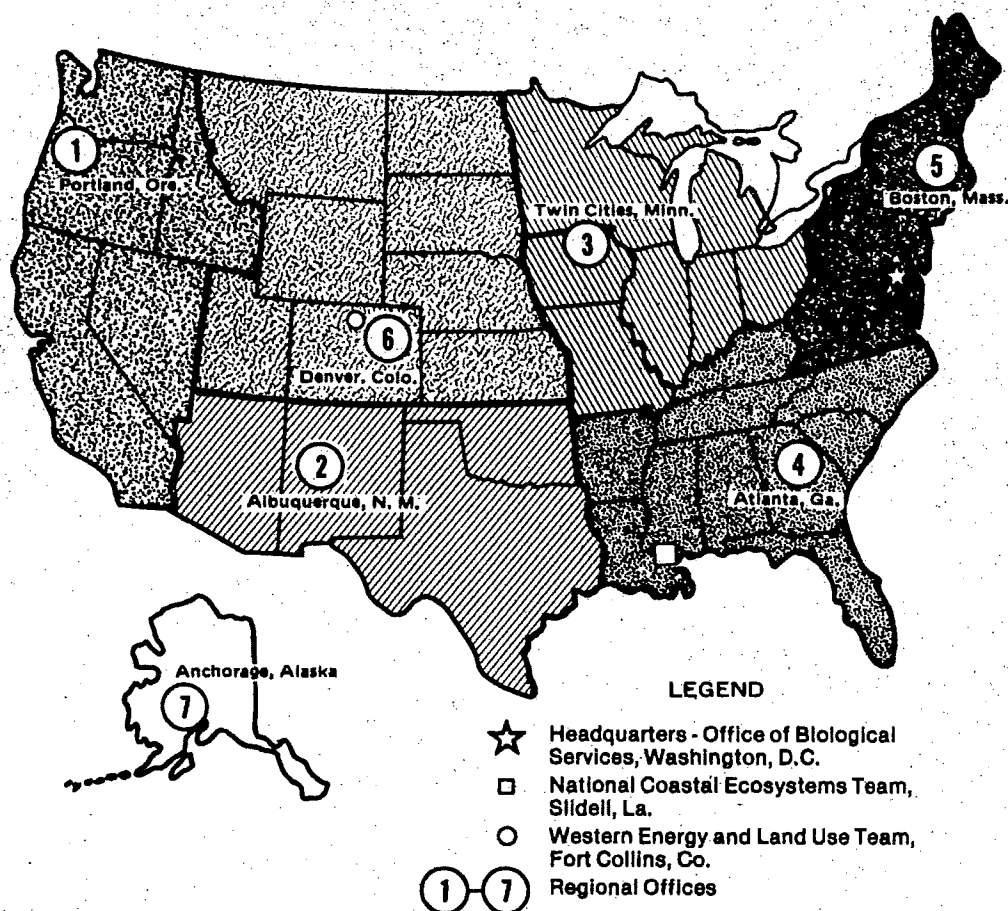 1
Portland, Ore.
5
Boston, Mass.
Twin Cities, Minn.
3
6
Denver. Colo.
2
Albuquerque, N. M.
4
Atlanta, Ga.
Anchorage, Alaska
7
LEGEND
Headquarters - Office of Biological
Services, Washington, D.C.
National Coastal Ecosystems Team,
Slidell, La.
Western Energy and Land Use Team,
Fort Collins, Co.
1 - 7 Regional Offices